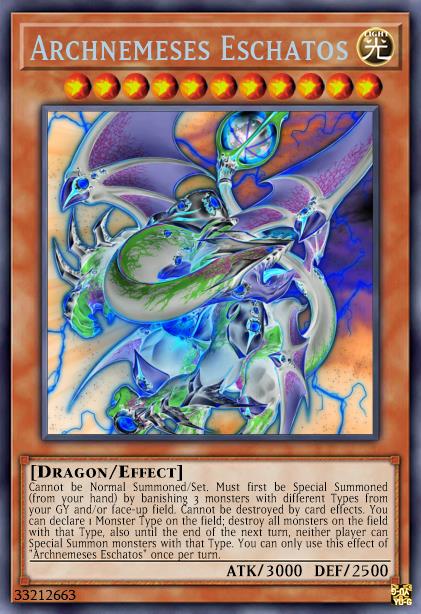 Archnemeses Eschatos
LIGHT
光
[Dragon/Effect]
Cannot be Normal Summoned/Set. Must first be Special Summoned
(from your hand) by banishing 3 monsters with different Types from
your GY and/or face-up field. Cannot be destroyed by card effects. You
can declare 1 Monster Type on the field; destroy all monsters on the field
with that Type, also until the end of the next turn, neither player can
Special Summon monsters with that Type. You can only use this effect of
"Archnemeses Eschatos" once per turn.
ATK/3000 DEF/2500
33212663